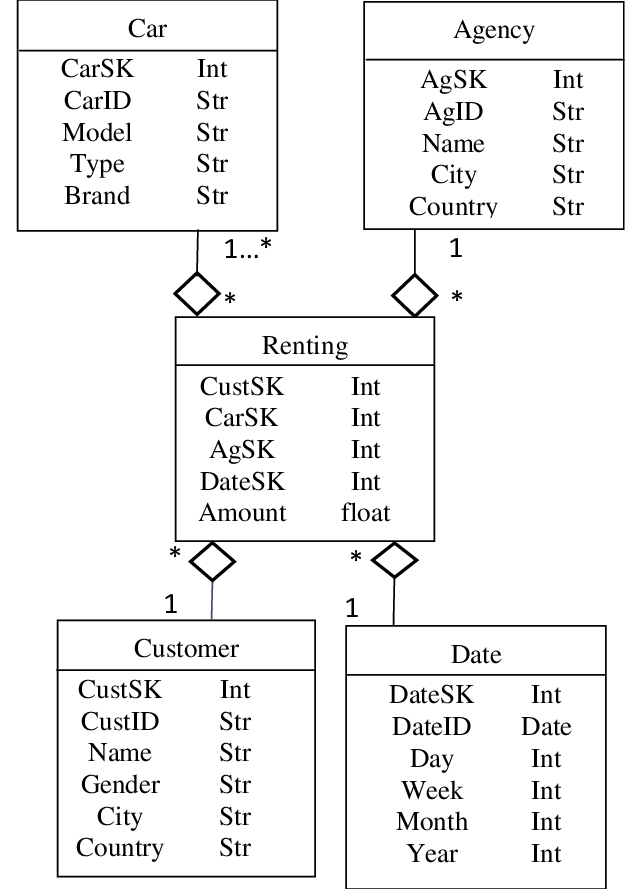 Car
CarSK Int
CarID Str
Model Str
Type Str
Brand Str
Agency
AgSK Int
AgID Str
Name Str
City Str
Country Str
1...*
*
1
*
Renting
CustSK Int
CarSK Int
AgSK Int
DateSK Int
Amount float
*
1
*
1
Customer
CustSK Int
CustID Str
Name Str
Gender Str
City Str
Country Str
Date
DateSK Int
DateID Date
Day Int
Week Int
Month Int
Year Int